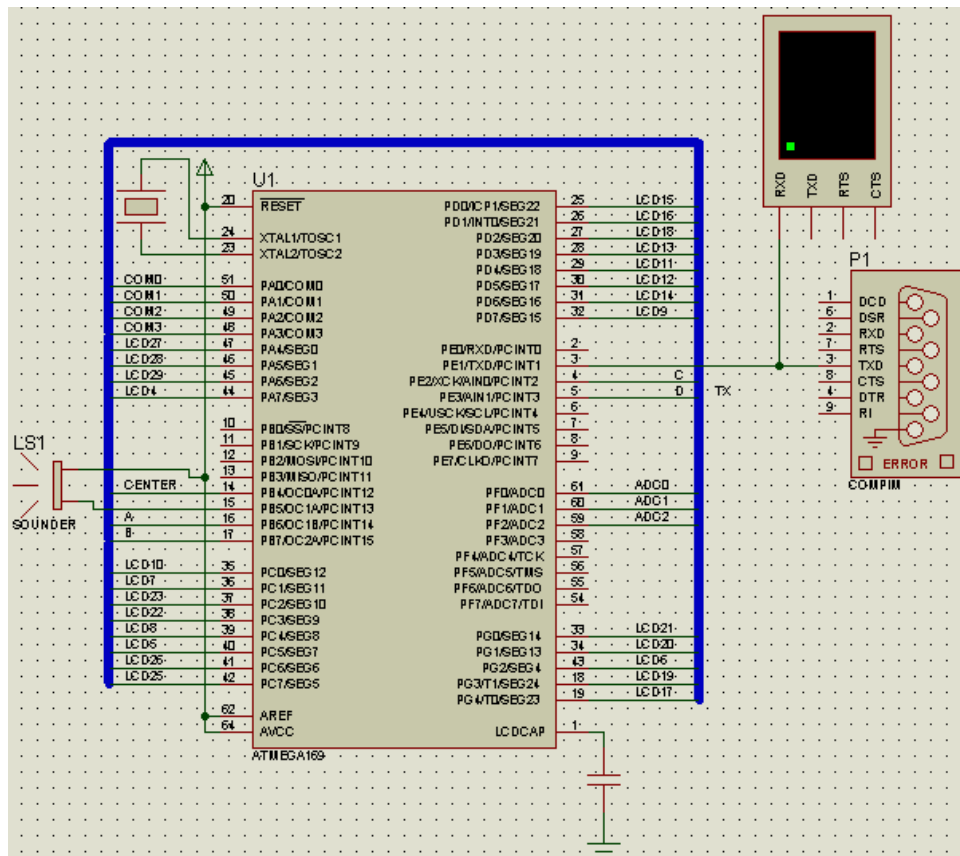 U1
20 RESET
24 XTAL1/TOSC1
23 XTAL2/TOSC2
COM0 51 PA0/COM0
COM1 50 PA1/COM1
COM2 49 PA2/COM2
COM3 48 PA3/COM3
LCD27 47 PA4/SEG0
LCD28 46 PA5/SEG1
LCD29 45 PA6/SEG2
LCD4 44 PA7/SEG3
10 PB0/SS/PCINT8
11 PB1/SCK/PCINT9
12 PB2/MOSI/PCINT10
13 PB3/MISO/PCINT11
CENTER 14 PB4/OC0A/PCINT12
15 PB5/OC1A/PCINT13
A 16 PB6/OC1B/PCINT14
B 17 PB7/OC2A/PCINT15
LCD10 35 PC0/SEG12
LCD7 36 PC1/SEG11
LCD23 37 PC2/SEG10
LCD22 38 PC3/SEG9
LCD8 39 PC4/SEG8
LCD5 40 PC5/SEG7
LCD26 41 PC6/SEG6
LCD25 42 PC7/SEG5
62 AREF
64 AVCC
ATMEGA169
PD0/ICP1/SEG22 25 LCD15
PD1/INT0/SEG21 26 LCD16
PD2/SEG20 27 LCD18
PD3/SEG19 28 LCD13
PD4/SEG18 29 LCD11
PD5/SEG17 30 LCD12
PD6/SEG16 31 LCD14
PD7/SEG15 32 LCD9
PE0/RXD/PCINT0 2
PE1/TXD/PCINT1 3
PE2/XCK/AIN0/PCINT2 4 C
PE3/AIN1/PCINT3 5 D
TX
PE4/USCK/SCL/PCINT4 6
PE5/DI/SDA/PCINT5 7
PE6/DO/PCINT6 8
PE7/CLKO/PCINT7 9
PF0/ADC0 61 ADC0
PF1/ADC1 60 ADC1
PF2/ADC2 59 ADC2
PF3/ADC3 58
PF4/ADC4/TCK 57
PF5/ADC5/TMS 56
PF6/ADC6/TDO 55
PF7/ADC7/TDI 54
PG0/SEG14 33 LCD21
PG1/SEG13 34 LCD20
PG2/SEG4 43 LCD6
PG3/T1/SEG24 18 LCD19
PG4/T0/SEG23 19 LCD17
LCDCAP 1
LS1
SOUNDER
RXD
TXD
RTS
CTS
P1
1 DCD
6 DSR
2 RXD
7 RTS
3 TXD
8 CTS
4 DTR
9 RI
ERROR
COMPIM